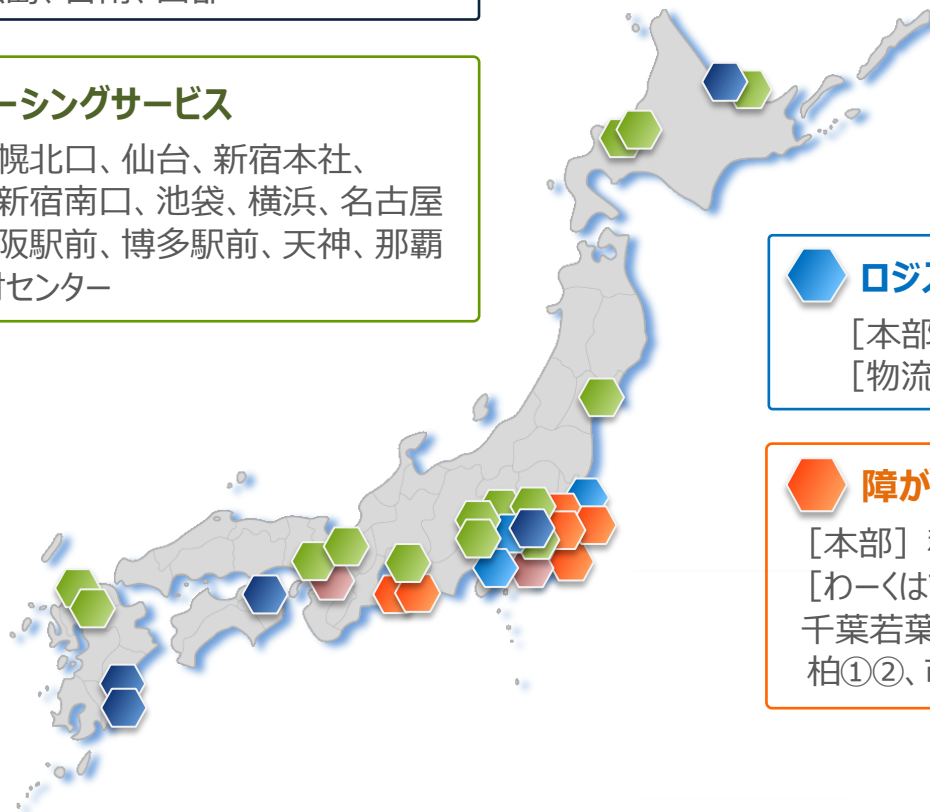 ーシングサービス
幌北口、仙台、新宿本社、
新宿南口、池袋、横浜、名古屋
阪駅前、博多駅前、天神、那覇
センター
ロジ
［本部
［物流
障が
［本部］
［わーくは
千葉若葉
柏①②、